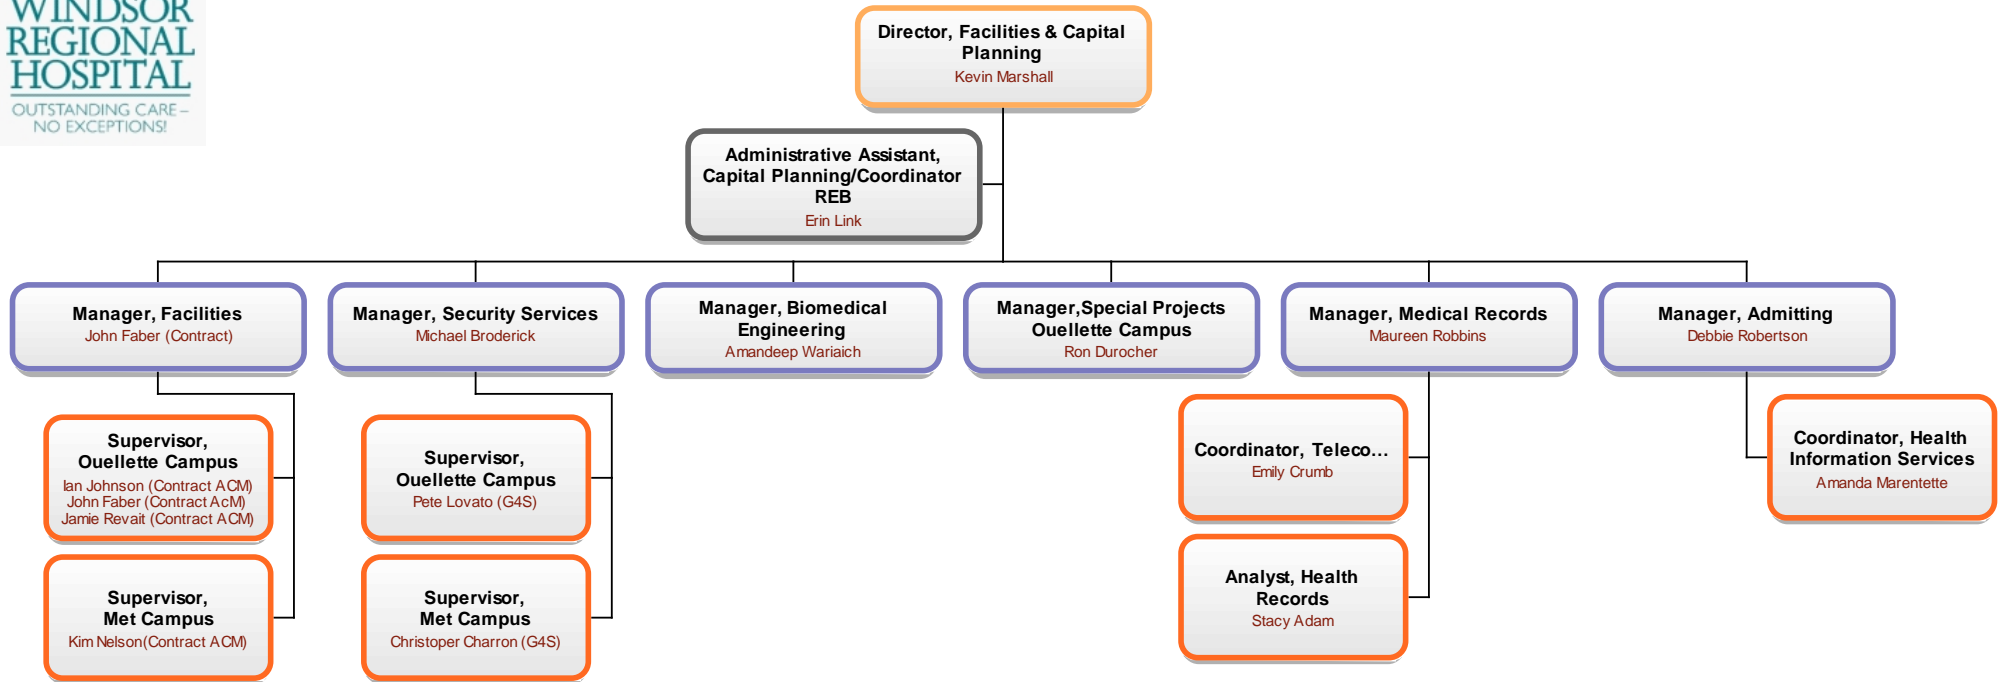 WINDSOR
REGIONAL
HOSPITAL
OUTSTANDING CARE –
NO EXCEPTIONS!
Director, Facilities & Capital
Planning
Kevin Marshall
Administrative Assistant,
Capital Planning/Coordinator
REB
Erin Link
Manager, Facilities
John Faber (Contract)
Manager, Security Services
Michael Broderick
Manager, Biomedical
Engineering
Amandeep Wariaich
Manager,Special Projects
Ouellette Campus
Ron Durocher
Manager, Medical Records
Maureen Robbins
Manager, Admitting
Debbie Robertson
Supervisor,
Ouellette Campus
Ian Johnson (Contract ACM)
John Faber (Contract AcM)
Jamie Revait (Contract ACM)
Supervisor,
Ouellette Campus
Pete Lovato (G4S)
Coordinator, Teleco...
Emily Crumb
Coordinator, Health
Information Services
Amanda Marentette
Supervisor,
Met Campus
Kim Nelson(Contract ACM)
Supervisor,
Met Campus
Christoper Charron (G4S)
Analyst, Health
Records
Stacy Adam